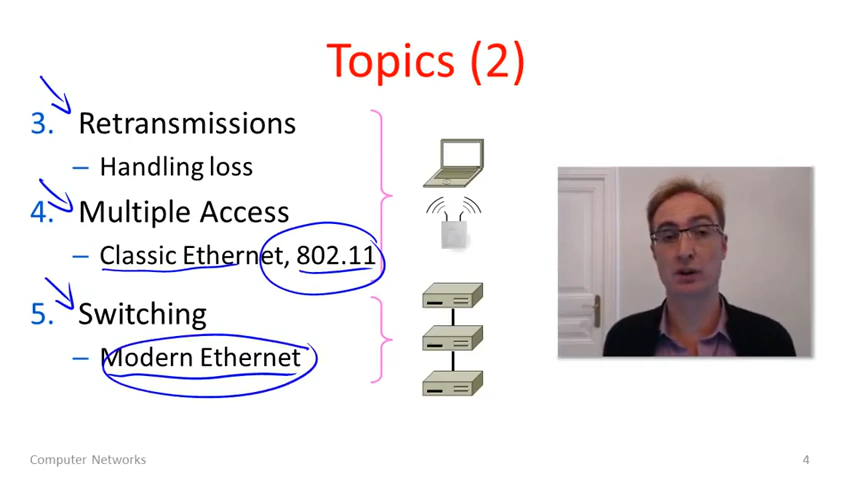 Topics (2)
3. Retransmissions
– Handling loss
4. Multiple Access
– Classic Ethernet, 802.11
5. Switching
– Modern Ethernet
Computer Networks
4